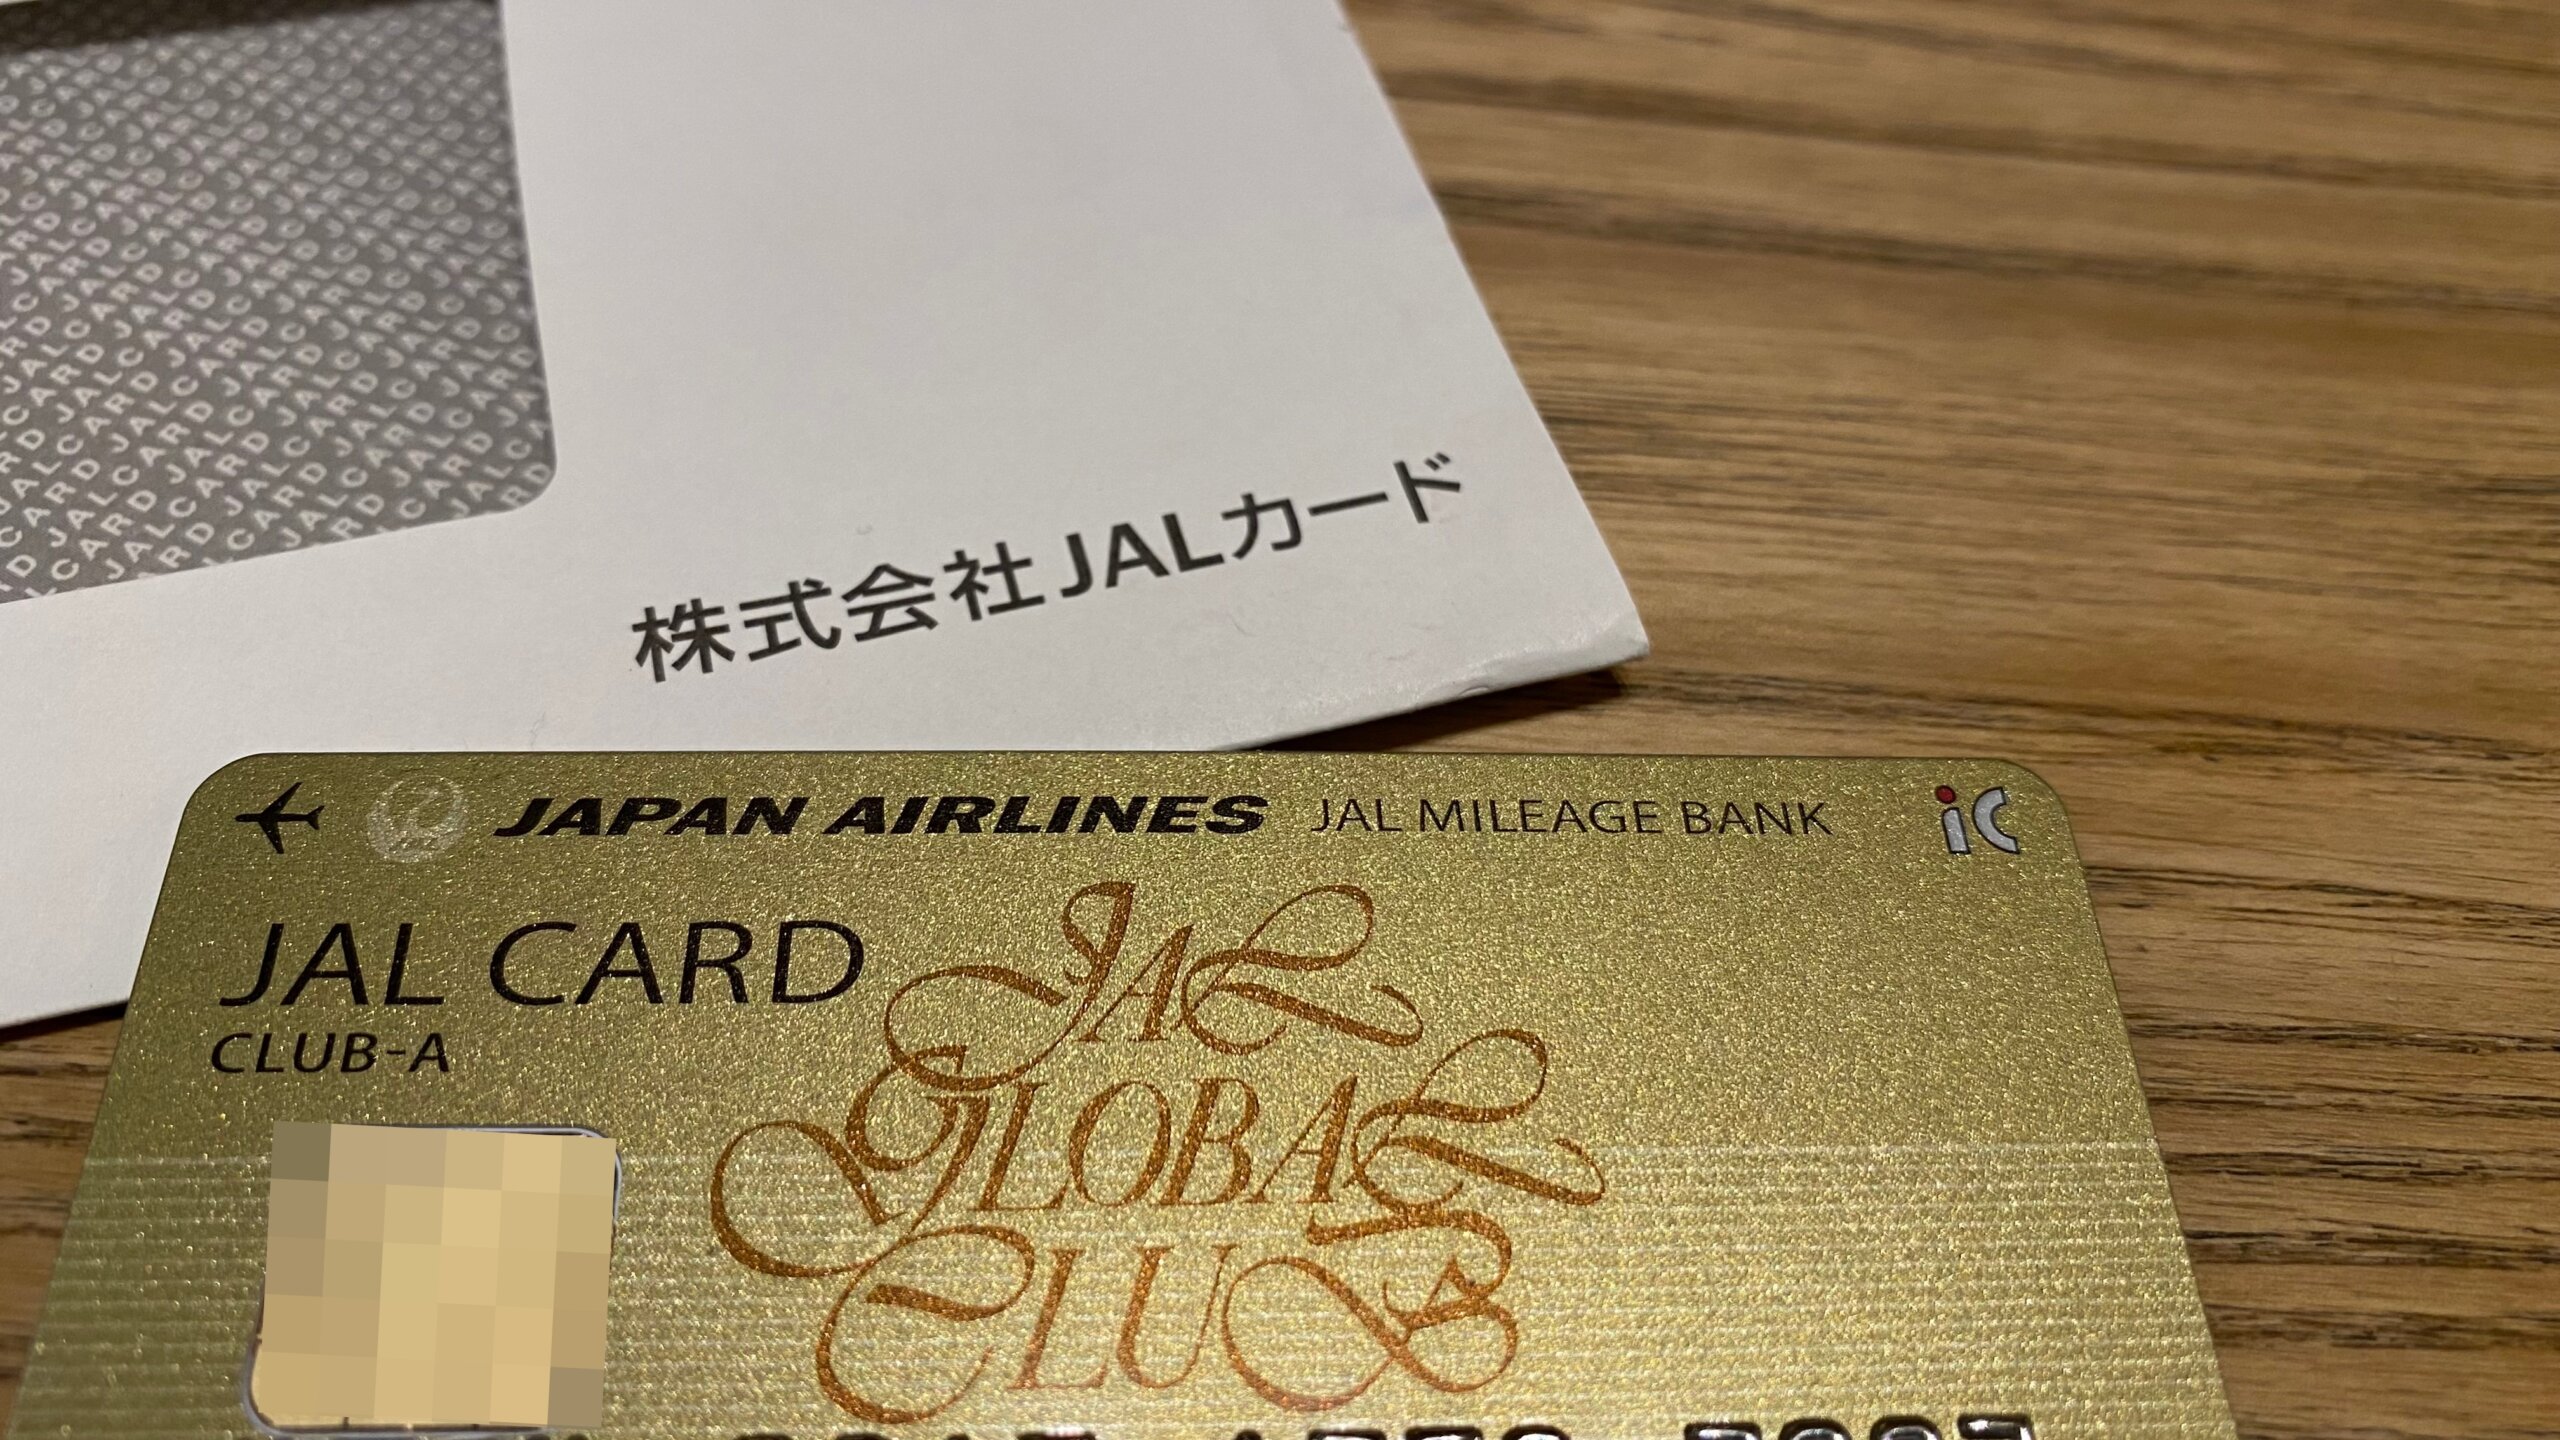 株式会社JALカード
JAPAN AIRLINES JAL MILEAGE BANK iC
JAL CARD
CLUB-A
JAL
GLOBAL
CLUB